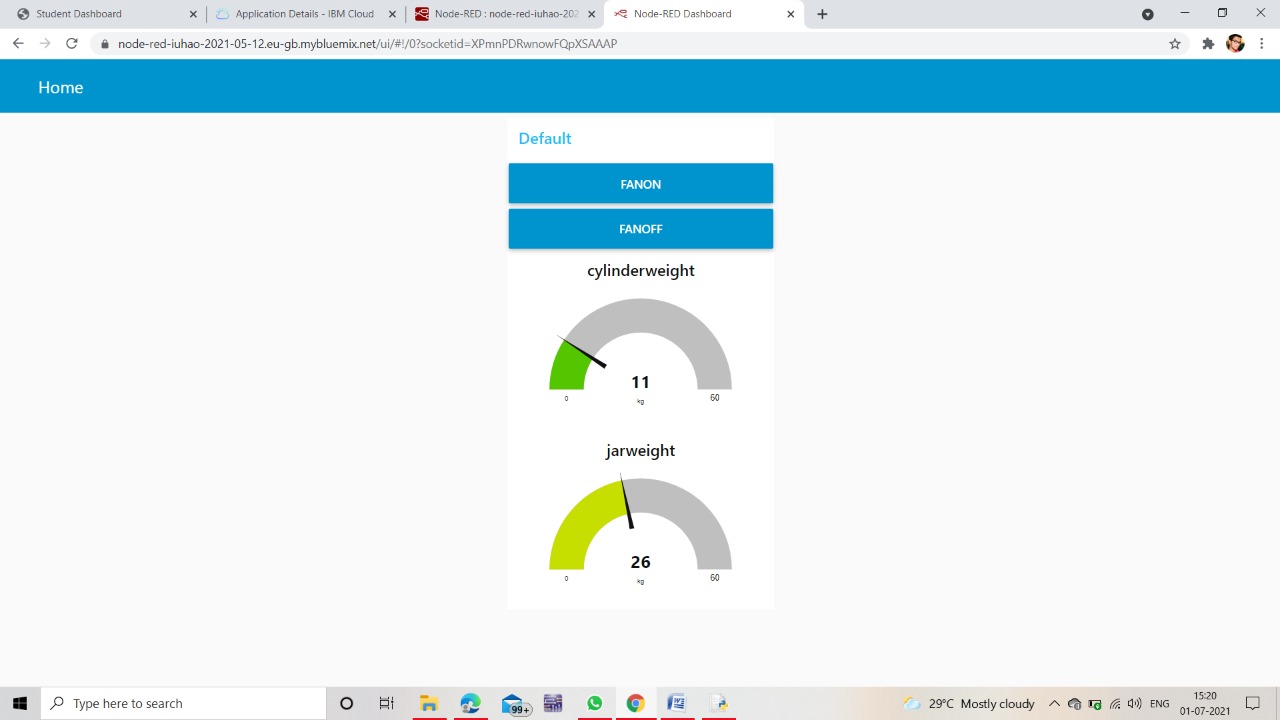 Student Dashboard
Application Details - IBM Cloud
Node-RED : node-red-iuhao-202
Node-RED Dashboard
node-red-iuhao-2021-05-12.eu-gb.mybluemix.net/ui/#!/0?socketid=XPmnPDRwnowFQpXSAAAP
Home
Default
FANON
FANOFF
cylinderweight
11
kg
0
60
jarweight
26
kg
0
60
Type here to search
99+
29°C Mostly cloudy
ENG
15:20
01-07-2021